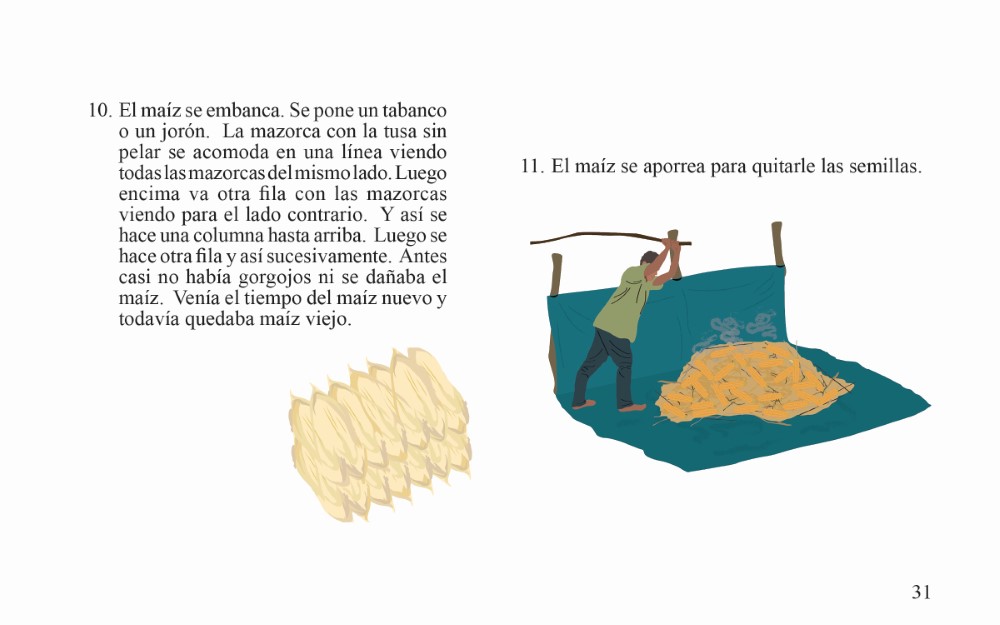 10. El maíz se embanca. Se pone un tabanco
o un jorón. La mazorca con la tusa sin
pelar se acomoda en una línea viendo
todas las mazorcas del mismo lado. Luego
encima va otra fila con las mazorcas
viendo para el lado contrario. Y así se
hace una columna hasta arriba. Luego se
hace otra fila y así sucesivamente. Antes
casi no había gorgojos ni se dañaba el
maíz. Venía el tiempo del maíz nuevo y
todavía quedaba maíz viejo.
11. El maíz se aporrea para quitarle las semillas.
31